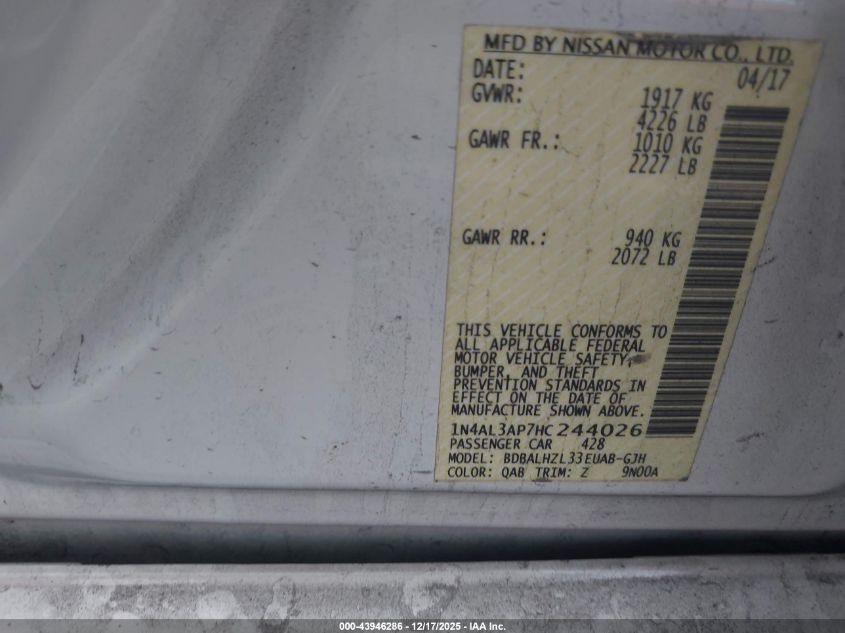 MFD BY NISSAN MOTOR CO., LTD.
DATE: 04/17
GVWR: 1917 KG
4226 LB
GAWR FR.: 1010 KG
2227 LB
GAWR RR.: 940 KG
2072 LB
THIS VEHICLE CONFORMS TO
ALL APPLICABLE FEDERAL
MOTOR VEHICLE SAFETY,
BUMPER, AND THEFT
PREVENTION STANDARDS IN
EFFECT ON THE DATE OF
MANUFACTURE SHOWN ABOVE.
1N4AL3AP7HC244026
PASSENGER CAR 428
MODEL: BDBALHZL33EUAB-GJH
COLOR: QAB TRIM: Z 9N00A
000-43946286 - 12/17/2025 - IAA Inc.